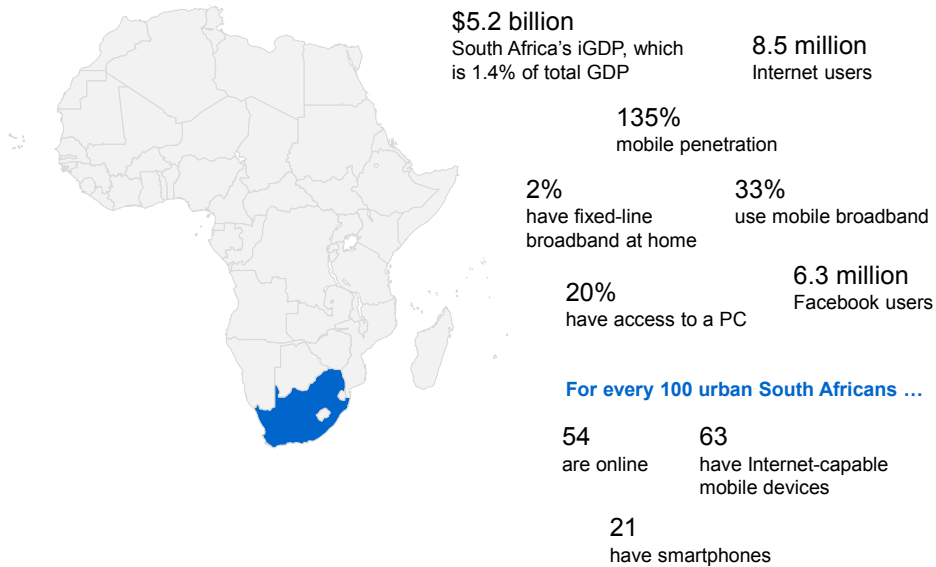 $5.2 billion
South Africa's iGDP, which
is 1.4% of total GDP
8.5 million
Internet users
135%
mobile penetration
2%
have fixed-line
broadband at home
33%
use mobile broadband
20%
have access to a PC
6.3 million
Facebook users
For every 100 urban South Africans …
54
are online
63
have Internet-capable
mobile devices
21
have smartphones